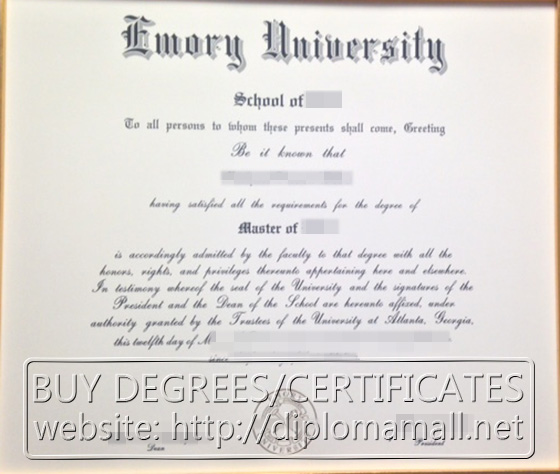 Emory University
School of
To all persons to whom these presents shall come, Greeting
Be it known that
having satisfied all the requirements for the degree of
Master of
is accordingly admitted by the faculty to that degree with all the
honors, rights, and privileges thereunto appertaining here and elsewhere.
In testimony whereof the seal of the University and the signatures of the
President and the Dean of the School are hereunto affixed, under
authority granted by the Trustees of the University at Atlanta, Georgia,
this twelfth day of M
since
BUY DEGREES/CERTIFICATES
website: http://diplomamall.net
Dean
President